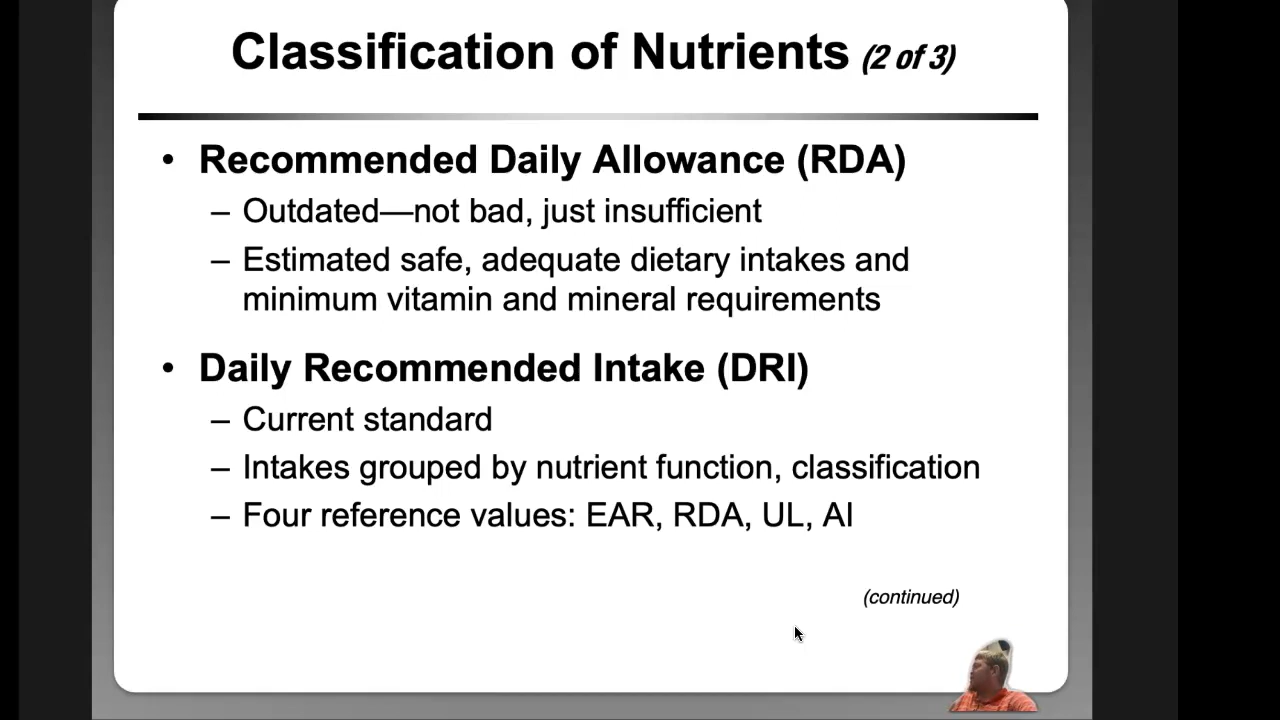 Classification of Nutrients (2 of 3)
• Recommended Daily Allowance (RDA)
– Outdated—not bad, just insufficient
– Estimated safe, adequate dietary intakes and
minimum vitamin and mineral requirements
• Daily Recommended Intake (DRI)
– Current standard
– Intakes grouped by nutrient function, classification
– Four reference values: EAR, RDA, UL, AI
(continued)